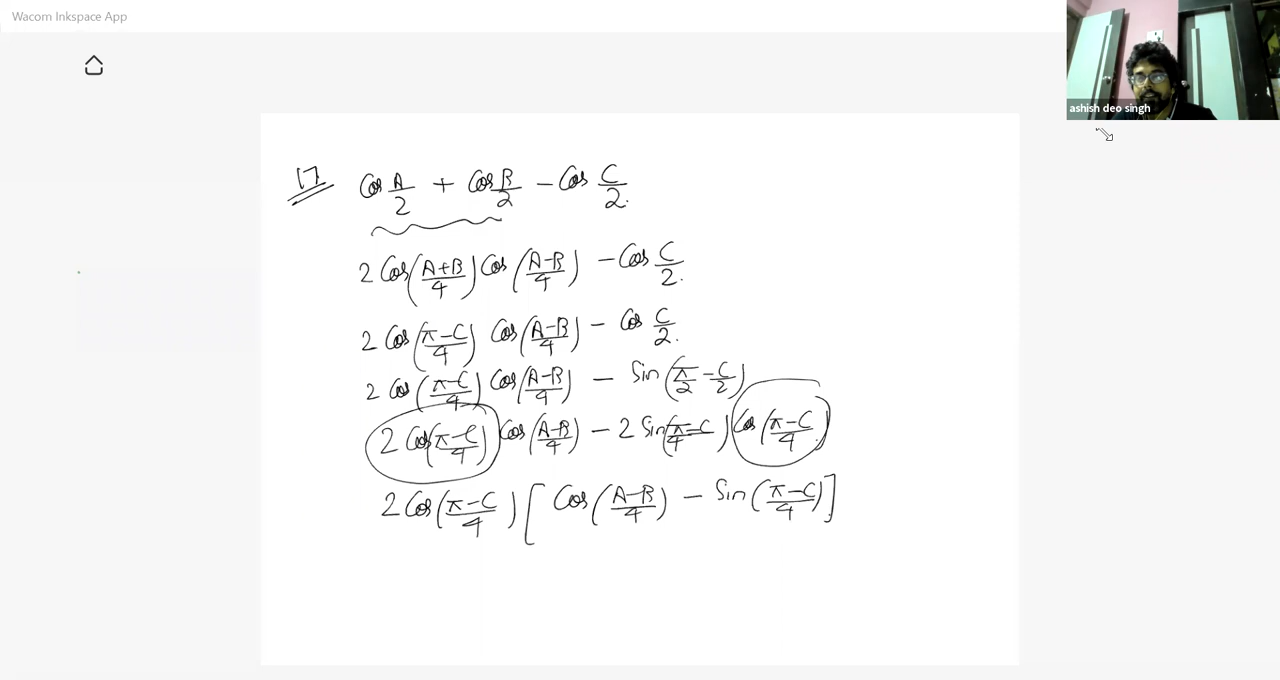 Wacom Inkspace App
ashish deo singh
17 Cos A/2 + Cos B/2 - Cos C/2.
2 Cos(A+B/4) Cos(A-B/4) - Cos C/2.
2 Cos(π-C/4) Cos(A-B/4) - Cos C/2.
2 Cos(π-C/4) Cos(A-B/4) - Sin(π/2 - C/2)
2 Cos(π-C/4) Cos(A-B/4) - 2 Sin(π-C/4) Cos(π-C/4)
2 Cos(π-C/4) [Cos(A-B/4) - Sin(π-C/4)]